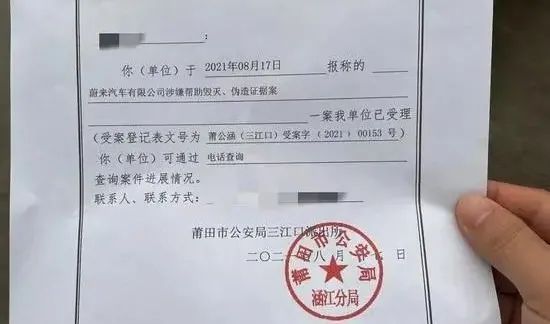 :
你（单位）于2021年08月17日报称的
蔚来汽车有限公司涉嫌帮助毁灭、伪造证据案
一案我单位已受理
（受案登记表文号为莆公涵（三江口）受案字〔2021〕00153号）
你（单位）可通过电话查询
查询案件进展情况。
联系人、联系方式：
莆田市公安局三江口派出所
二〇二 八月 七日
莆田市公安局
涵江分局